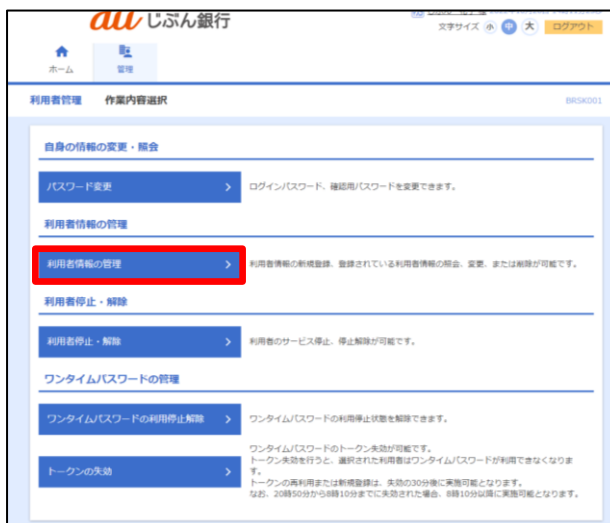 au じぶん銀行
文字サイズ 小 中 大 ログアウト
ホーム 管理
利用者管理 作業内容選択 BRSK001
自身の情報の変更・照会
パスワード変更 ログインパスワード、確認用パスワードを変更できます。
利用者情報の管理
利用者情報の管理 利用者情報の新規登録、登録されている利用者情報の照会、変更、または削除が可能です。
利用者停止・解除
利用者停止・解除 利用者のサービス停止、停止解除が可能です。
ワンタイムパスワードの管理
ワンタイムパスワードの利用停止解除 ワンタイムパスワードの利用停止状態を解除できます。
トークンの失効
ワンタイムパスワードのトークン失効が可能です。
トークン失効を行うと、選択された利用者はワンタイムパスワードが利用できなくなりま
す。
トークンの再利用または新規登録は、失効の30分後に実施可能となります。
なお、20時50分から8時10分までに失効された場合、8時10分以降に実施可能となります。